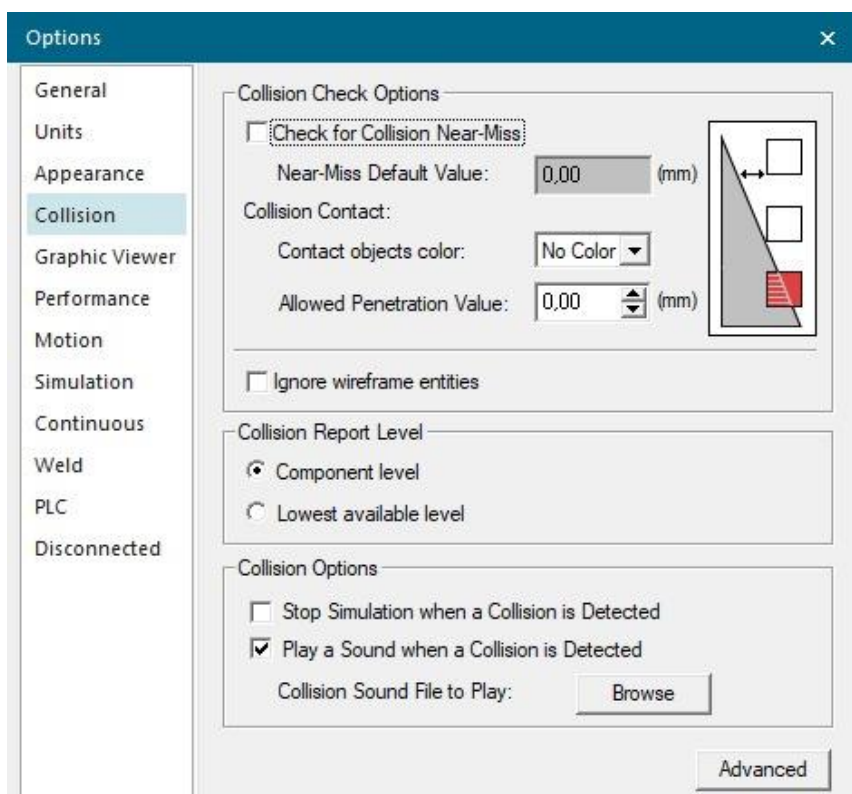 Options
General
Units
Appearance
Collision
Graphic Viewer
Performance
Motion
Simulation
Continuous
Weld
PLC
Disconnected
Collision Check Options
Check for Collision Near-Miss
Near-Miss Default Value: 0,00 (mm)
Collision Contact:
Contact objects color: No Color
Allowed Penetration Value: 0,00 (mm)
Ignore wireframe entities
Collision Report Level
Component level
Lowest available level
Collision Options
Stop Simulation when a Collision is Detected
Play a Sound when a Collision is Detected
Collision Sound File to Play: Browse
Advanced